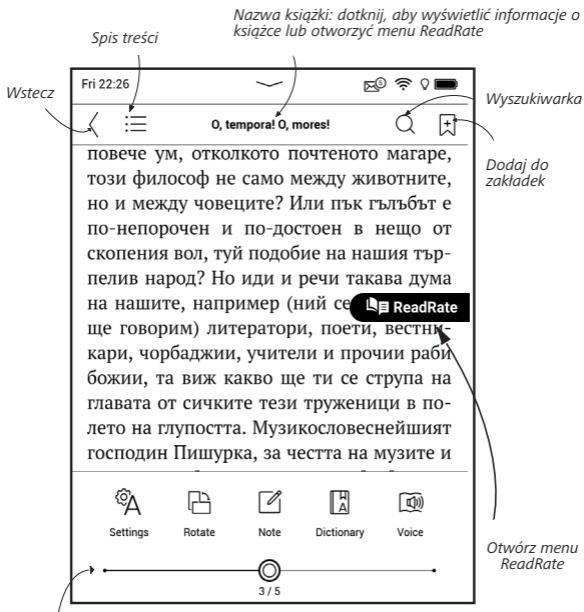 Nazwa książki: dotknij, aby wyświetlić informacje o
książce lub otworzyć menu ReadRate
Spis treści
Wstecz
Fri 22:26
Wyszukiwarka
O, tempora! O, mores!
Dodaj do
zakładek
повече ум, отколкото почтеното магаре,
този философ не само между животните,
но и между човеците? Или пък гълъбът е
по-непорочен и по-достоен в нещо от
скопения вол, туй подобие на нашия тър-
пелив народ? Но иди и речи такава дума
на нашите, например (ний се
ReadRate
ще говорим) литератори, поети, вестни-
кари, чорбаджии, учители и прочии раби
божии, та виж какво ще ти се струпа на
главата от сичките тези труженици в по-
лето на глупостта. Музикословеснейшият
господин Пишурка, за честта на музите и
Settings Rotate Note Dictionary Voice
Otwórz menu
ReadRate
3 / 5